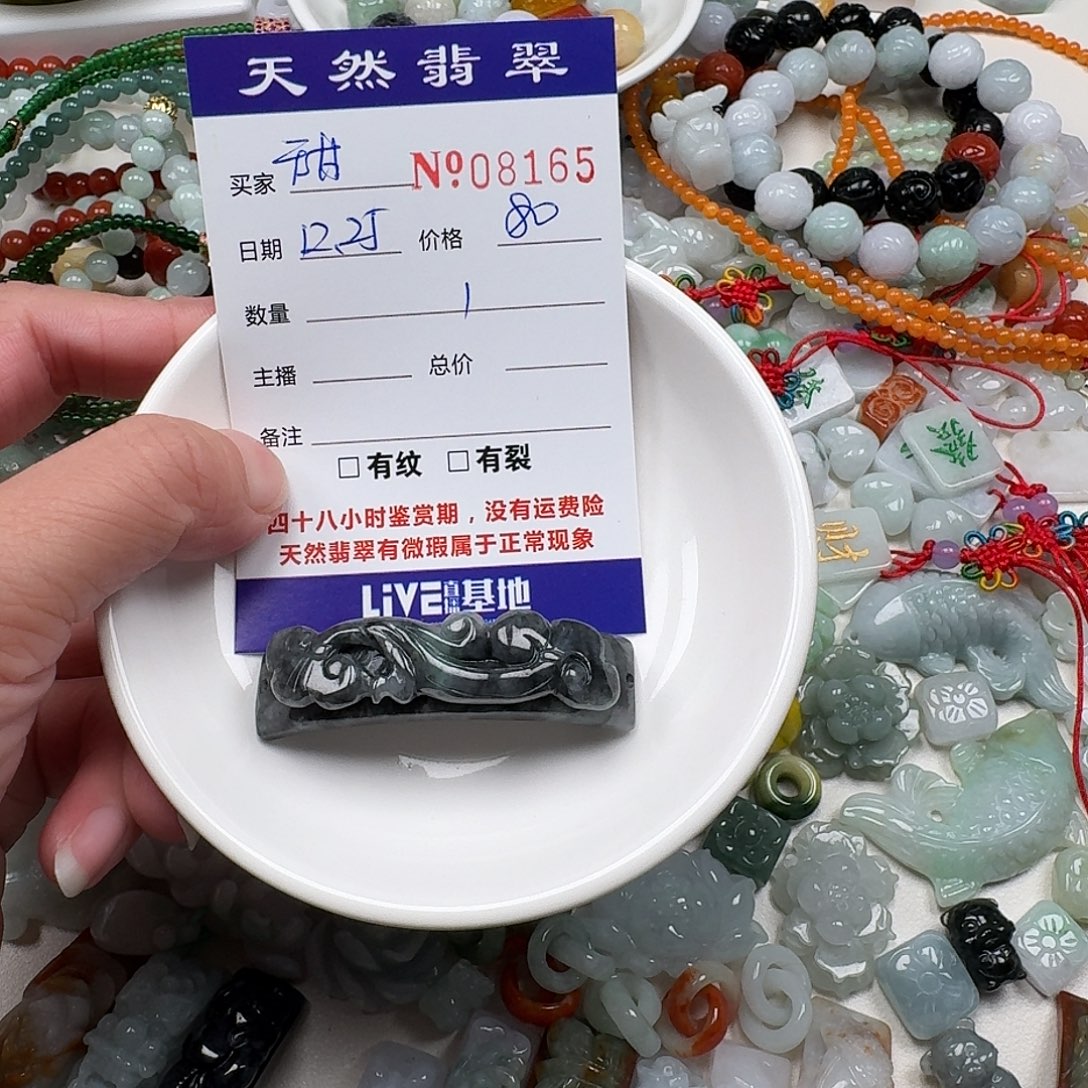 天然翡翠
买家 甜 №08165
日期 12.25 价格 80
数量 1
主播 总价
备注
□有纹 □有裂
四十八小时鉴赏期，没有运费险
天然翡翠有微瑕属于正常现象
LiVE直播基地
财